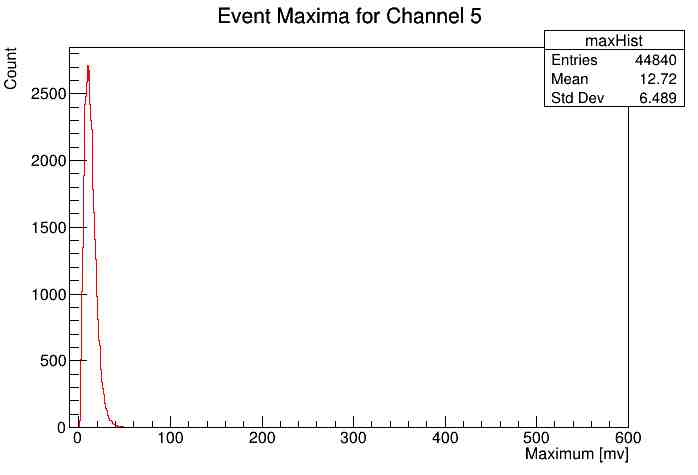 Event Maxima for Channel 5
maxHist
Entries 44840
Mean 12.72
Std Dev 6.489
Count
2500
2000
1500
1000
500
0
0 100 200 300 400 500 600
Maximum [mv]